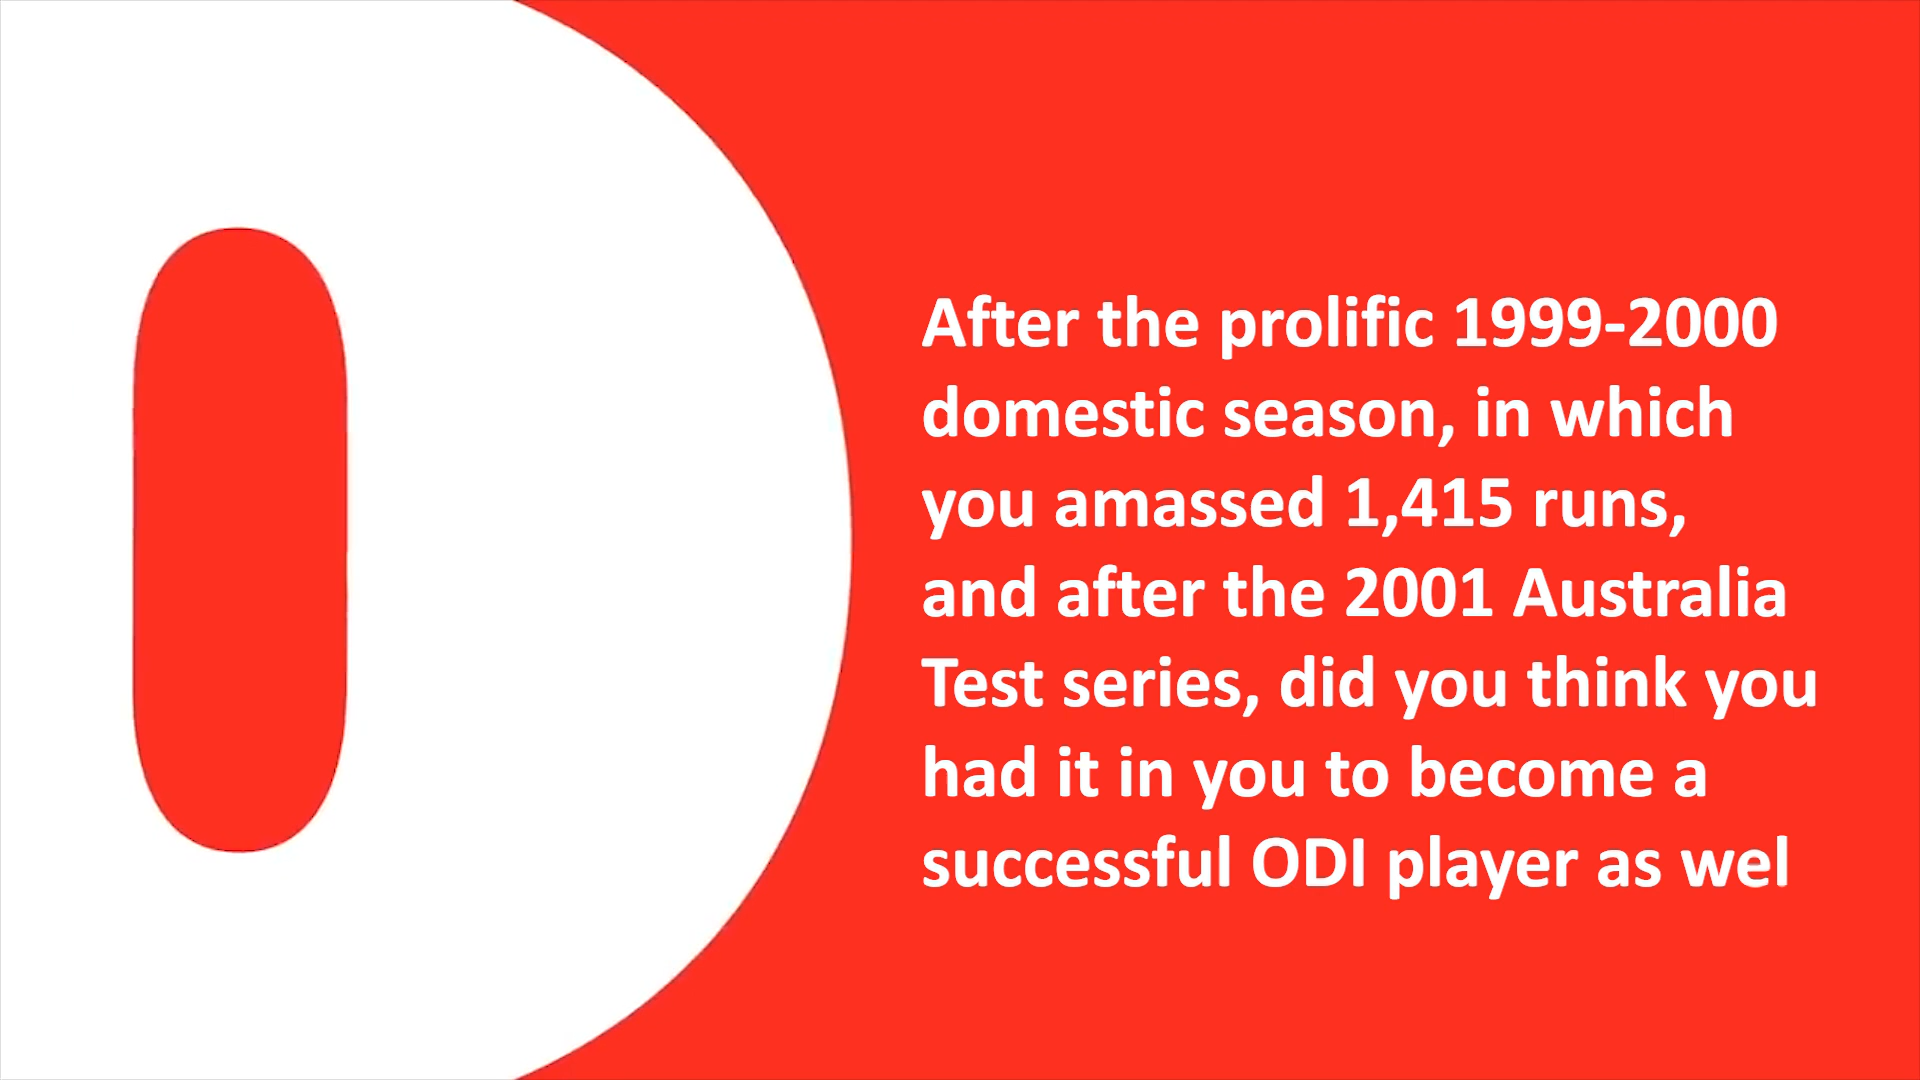 After the prolific 1999-2000
domestic season, in which
you amassed 1,415 runs,
and after the 2001 Australia
Test series, did you think you
had it in you to become a
successful ODI player as wel